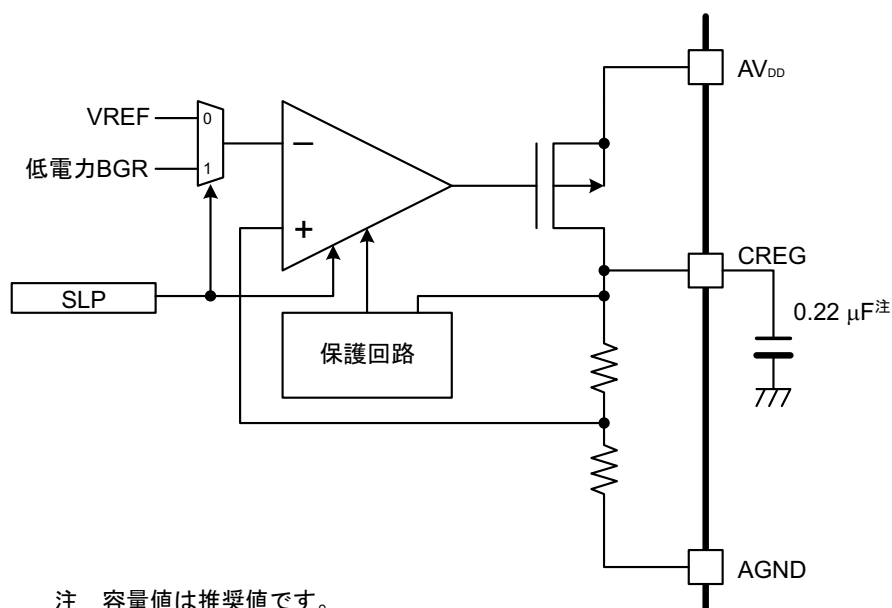 AVDD
VREF
0
低電力BGR
1
−
+
CREG
SLP
0.22 μF注
保護回路
AGND
注 容量値は推奨値です。